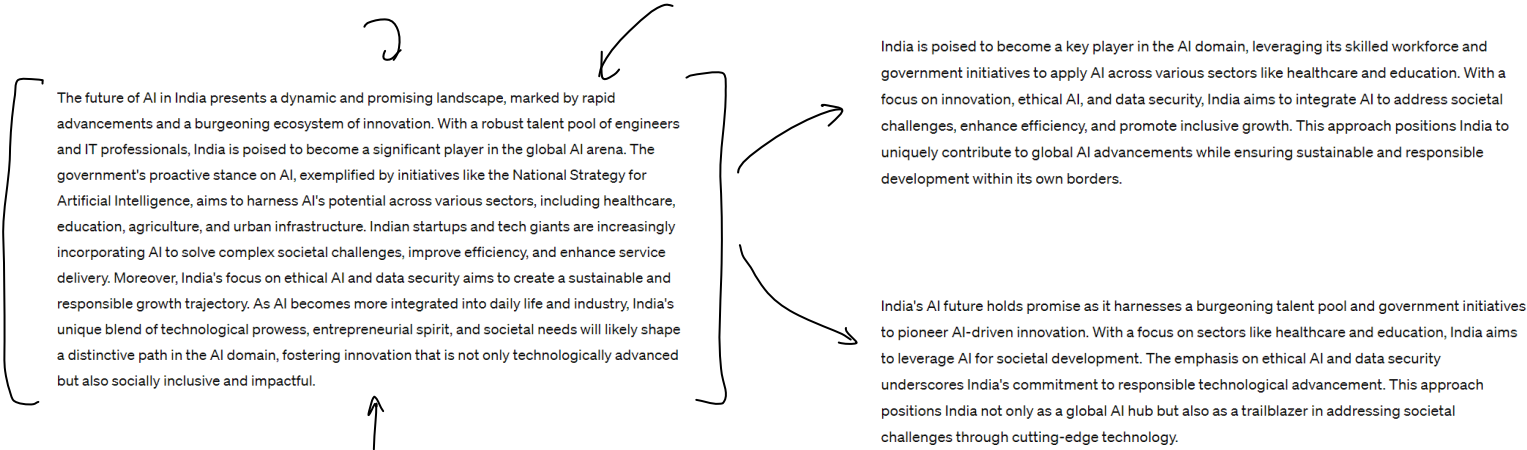 The future of AI in India presents a dynamic and promising landscape, marked by rapid
advancements and a burgeoning ecosystem of innovation. With a robust talent pool of engineers
and IT professionals, India is poised to become a significant player in the global AI arena. The
government's proactive stance on AI, exemplified by initiatives like the National Strategy for
Artificial Intelligence, aims to harness AI's potential across various sectors, including healthcare,
education, agriculture, and urban infrastructure. Indian startups and tech giants are increasingly
incorporating AI to solve complex societal challenges, improve efficiency, and enhance service
delivery. Moreover, India's focus on ethical AI and data security aims to create a sustainable and
responsible growth trajectory. As AI becomes more integrated into daily life and industry, India's
unique blend of technological prowess, entrepreneurial spirit, and societal needs will likely shape
a distinctive path in the AI domain, fostering innovation that is not only technologically advanced
but also socially inclusive and impactful.
India is poised to become a key player in the AI domain, leveraging its skilled workforce and
government initiatives to apply AI across various sectors like healthcare and education. With a
focus on innovation, ethical AI, and data security, India aims to integrate AI to address societal
challenges, enhance efficiency, and promote inclusive growth. This approach positions India to
uniquely contribute to global AI advancements while ensuring sustainable and responsible
development within its own borders.
India's AI future holds promise as it harnesses a burgeoning talent pool and government initiatives
to pioneer AI-driven innovation. With a focus on sectors like healthcare and education, India aims
to leverage AI for societal development. The emphasis on ethical AI and data security
underscores India's commitment to responsible technological advancement. This approach
positions India not only as a global AI hub but also as a trailblazer in addressing societal
challenges through cutting-edge technology.